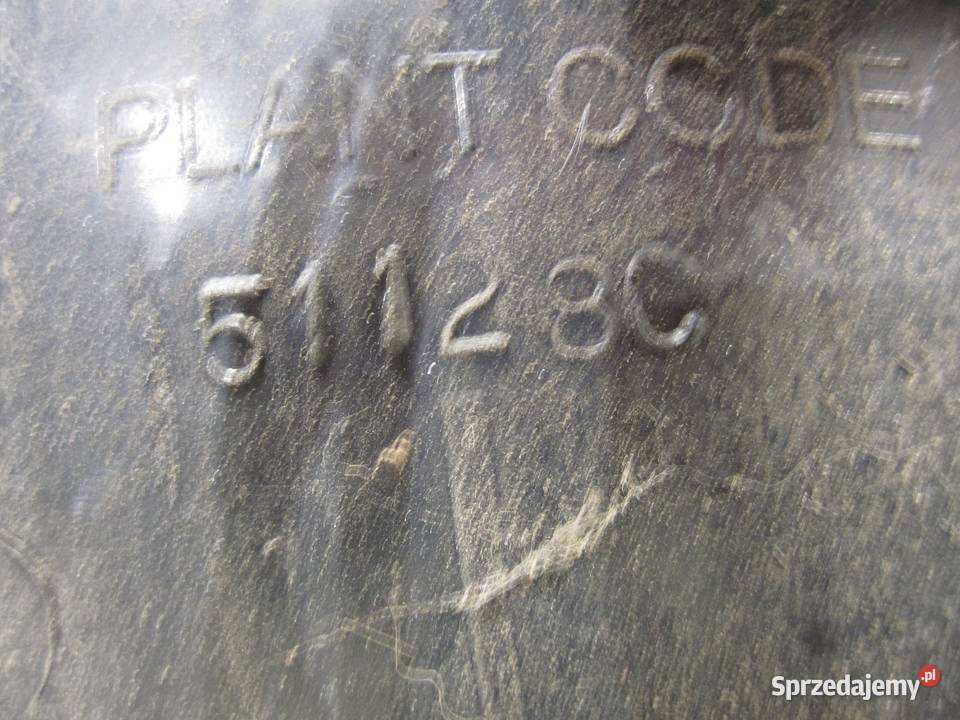 PLANT CODE
51128C
Sprzedajemy.pl